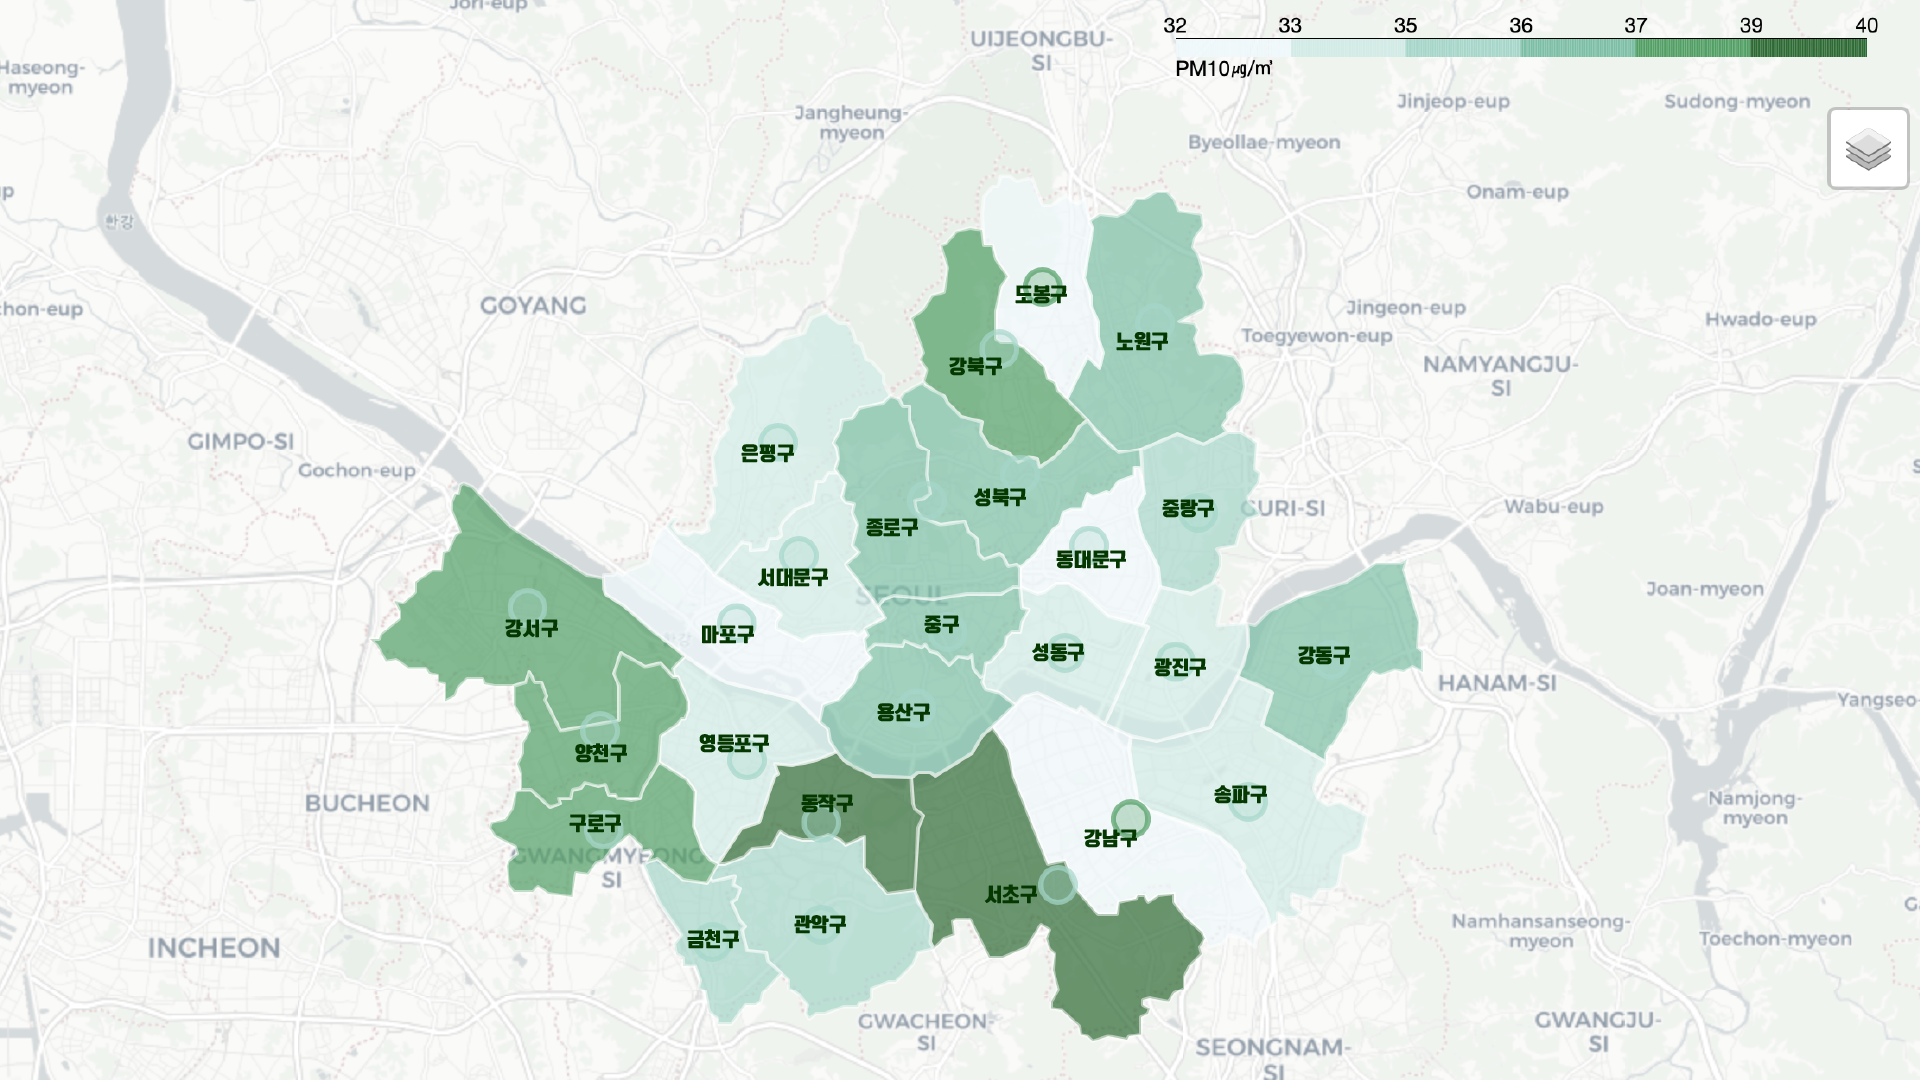 32 33 35 36 37 39 40
PM10㎍/㎥
Jori-eup
UIJEONGBU-
SI
Haseong-
myeon
Jangheung-
myeon
Jinjeop-eup
Sudong-myeon
Byeollae-myeon
Onam-eup
한강
GOYANG
도봉구
노원구
Jingeon-eup
Toegyewon-eup
Hwado-eup
강북구
NAMYANGJU-
SI
GIMPO-SI
Gochon-eup
은평구
성북구
종로구
중랑구
GURI-SI
Wabu-eup
동대문구
서대문구
SEOUL
Joan-myeon
강서구
마포구
중구
성동구
광진구
강동구
HANAM-SI
Yangseo-
용산구
영등포구
양천구
BUCHEON
동작구
송파구
Namjong-
myeon
구로구
강남구
GWANGMYEONG
SI
서초구
관악구
금천구
INCHEON
Namhansanseong-
myeon
Toechon-myeon
GWACHEON-
SI
GWANGJU-
SI
SEONGNAM-
SI